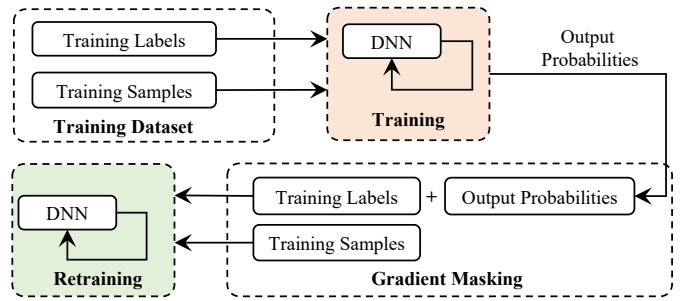 Training Labels
Training Samples
Training Dataset
DNN
Training
Output
Probabilities
DNN
Retraining
Training Labels + Output Probabilities
Training Samples
Gradient Masking